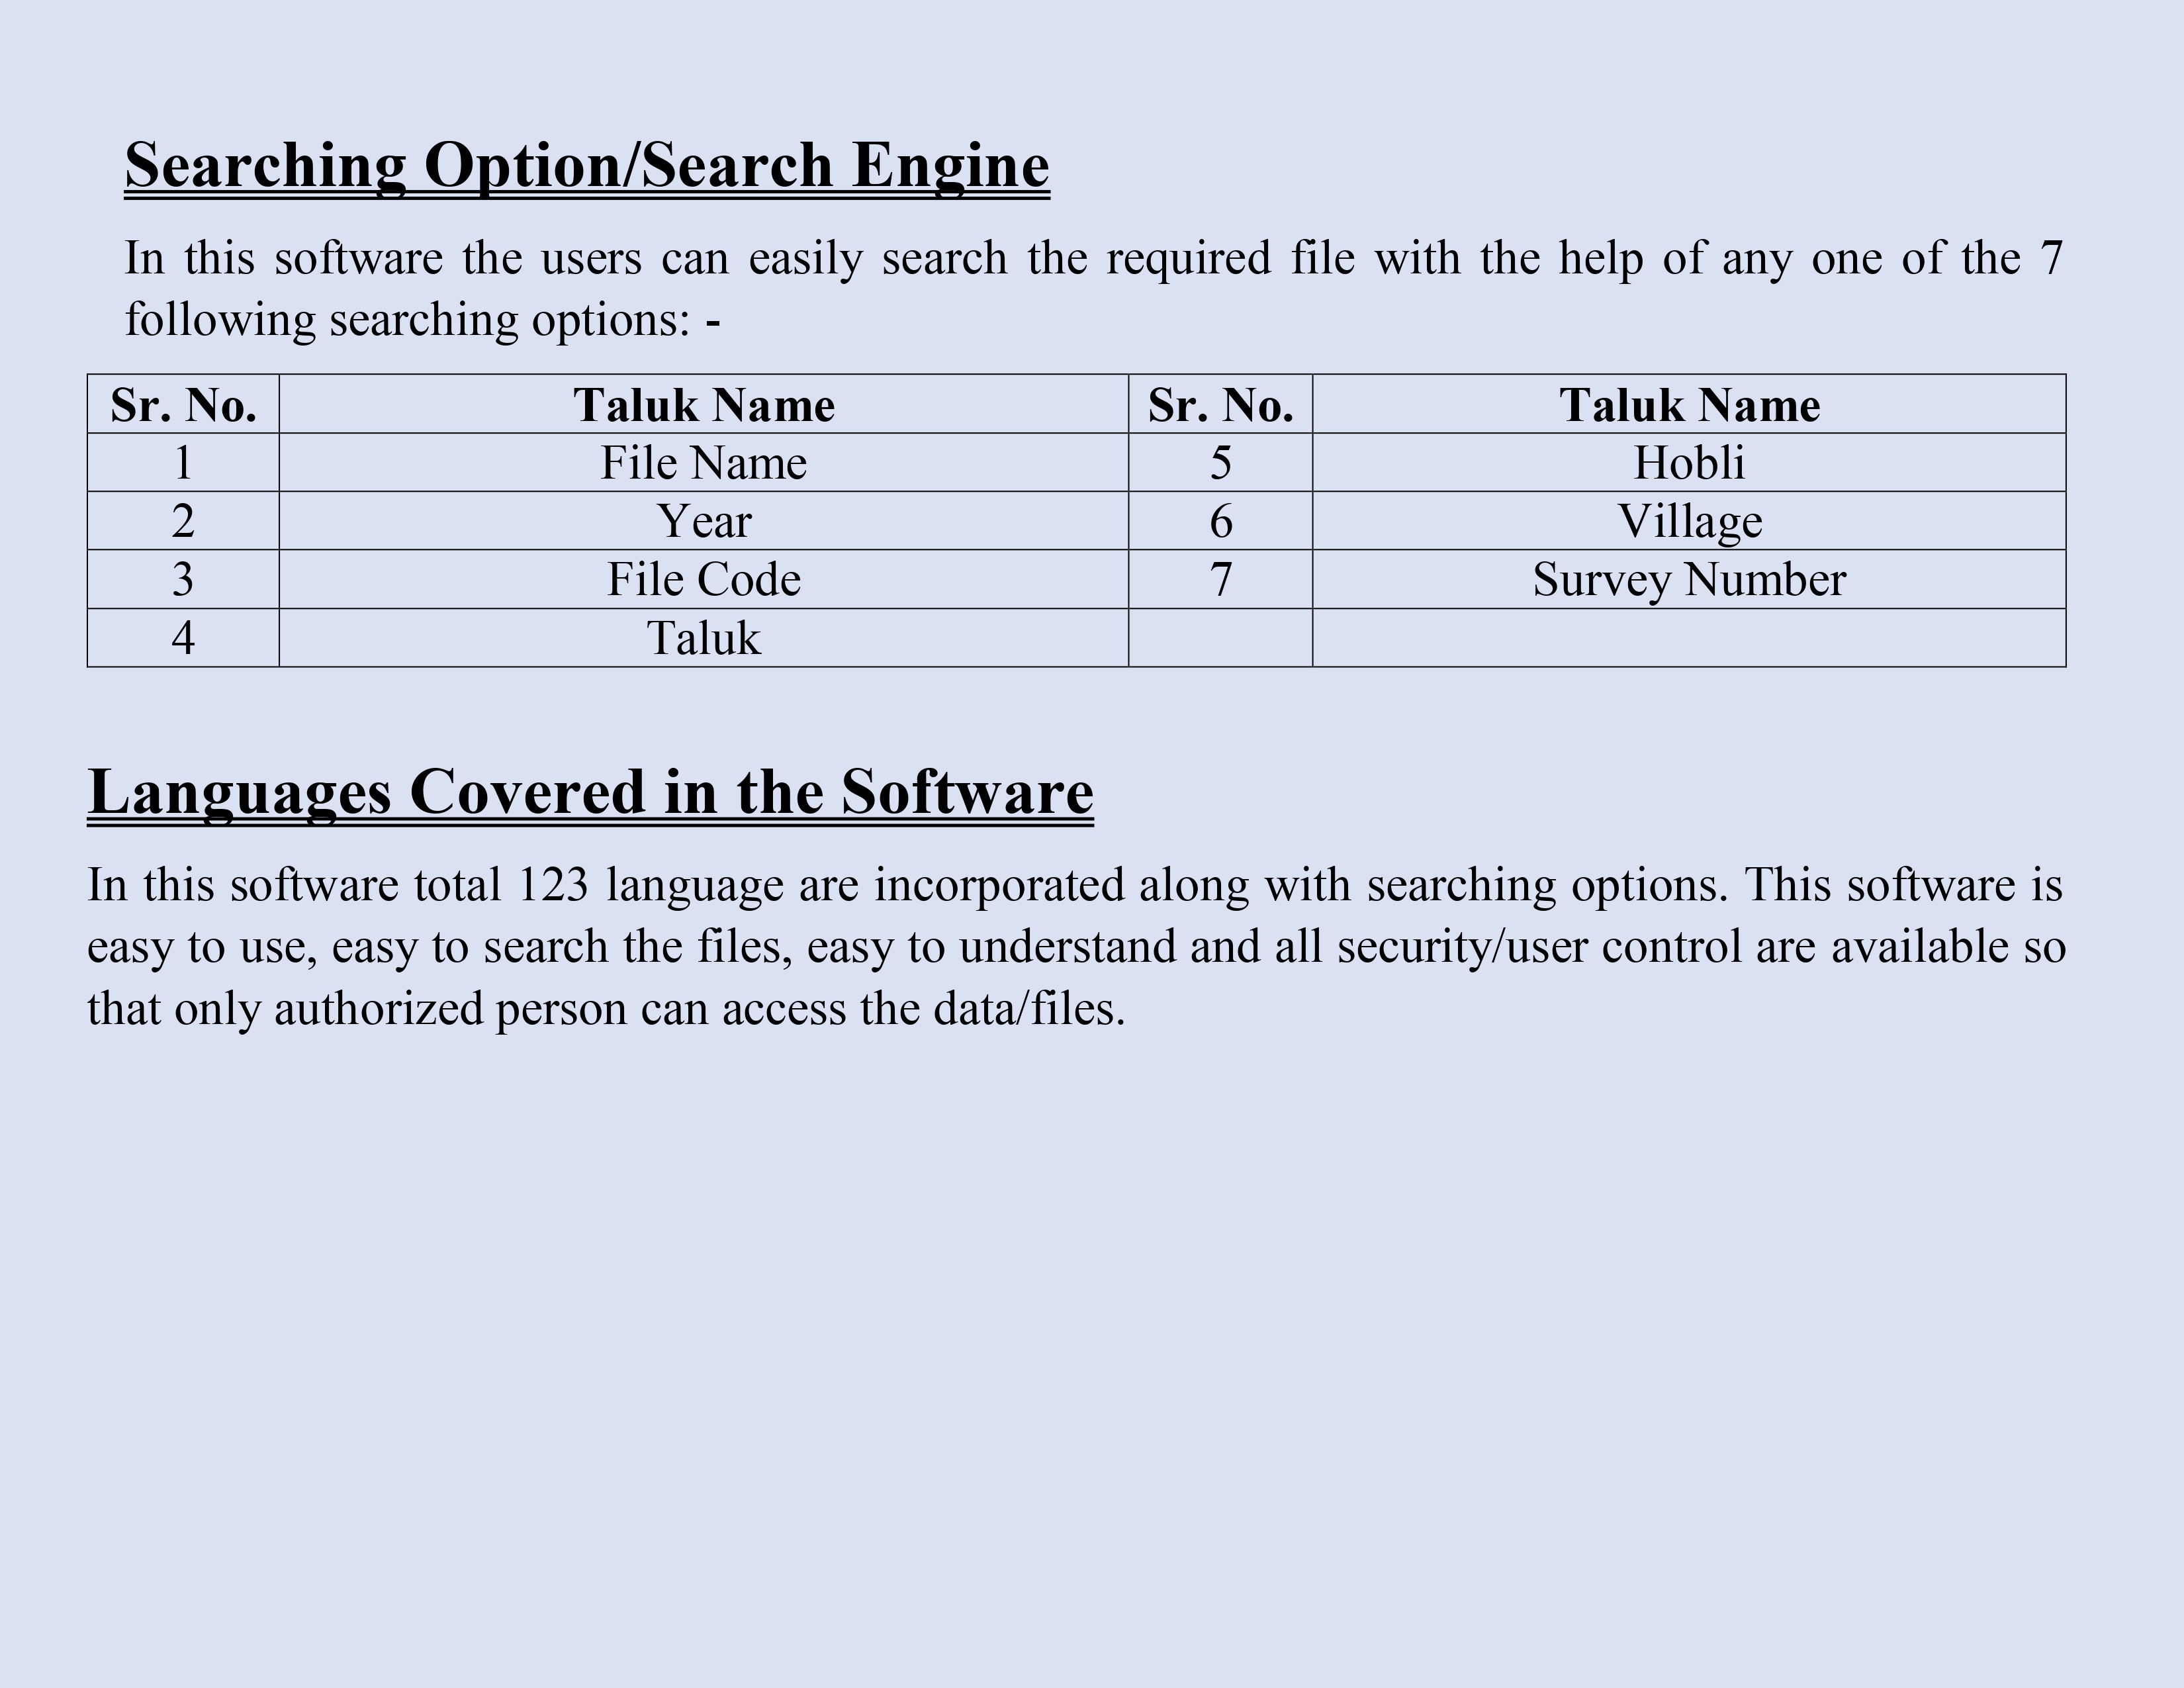 Searching Option/Search Engine
In this software the users can easily search the required file with the help of any one of the 7
following searching options: -
Sr. No. Taluk Name Sr. No. Taluk Name
1 File Name 5 Hobli
2 Year 6 Village
3 File Code 7 Survey Number
4 Taluk
Languages Covered in the Software
In this software total 123 language are incorporated along with searching options. This software is
easy to use, easy to search the files, easy to understand and all security/user control are available so
that only authorized person can access the data/files.